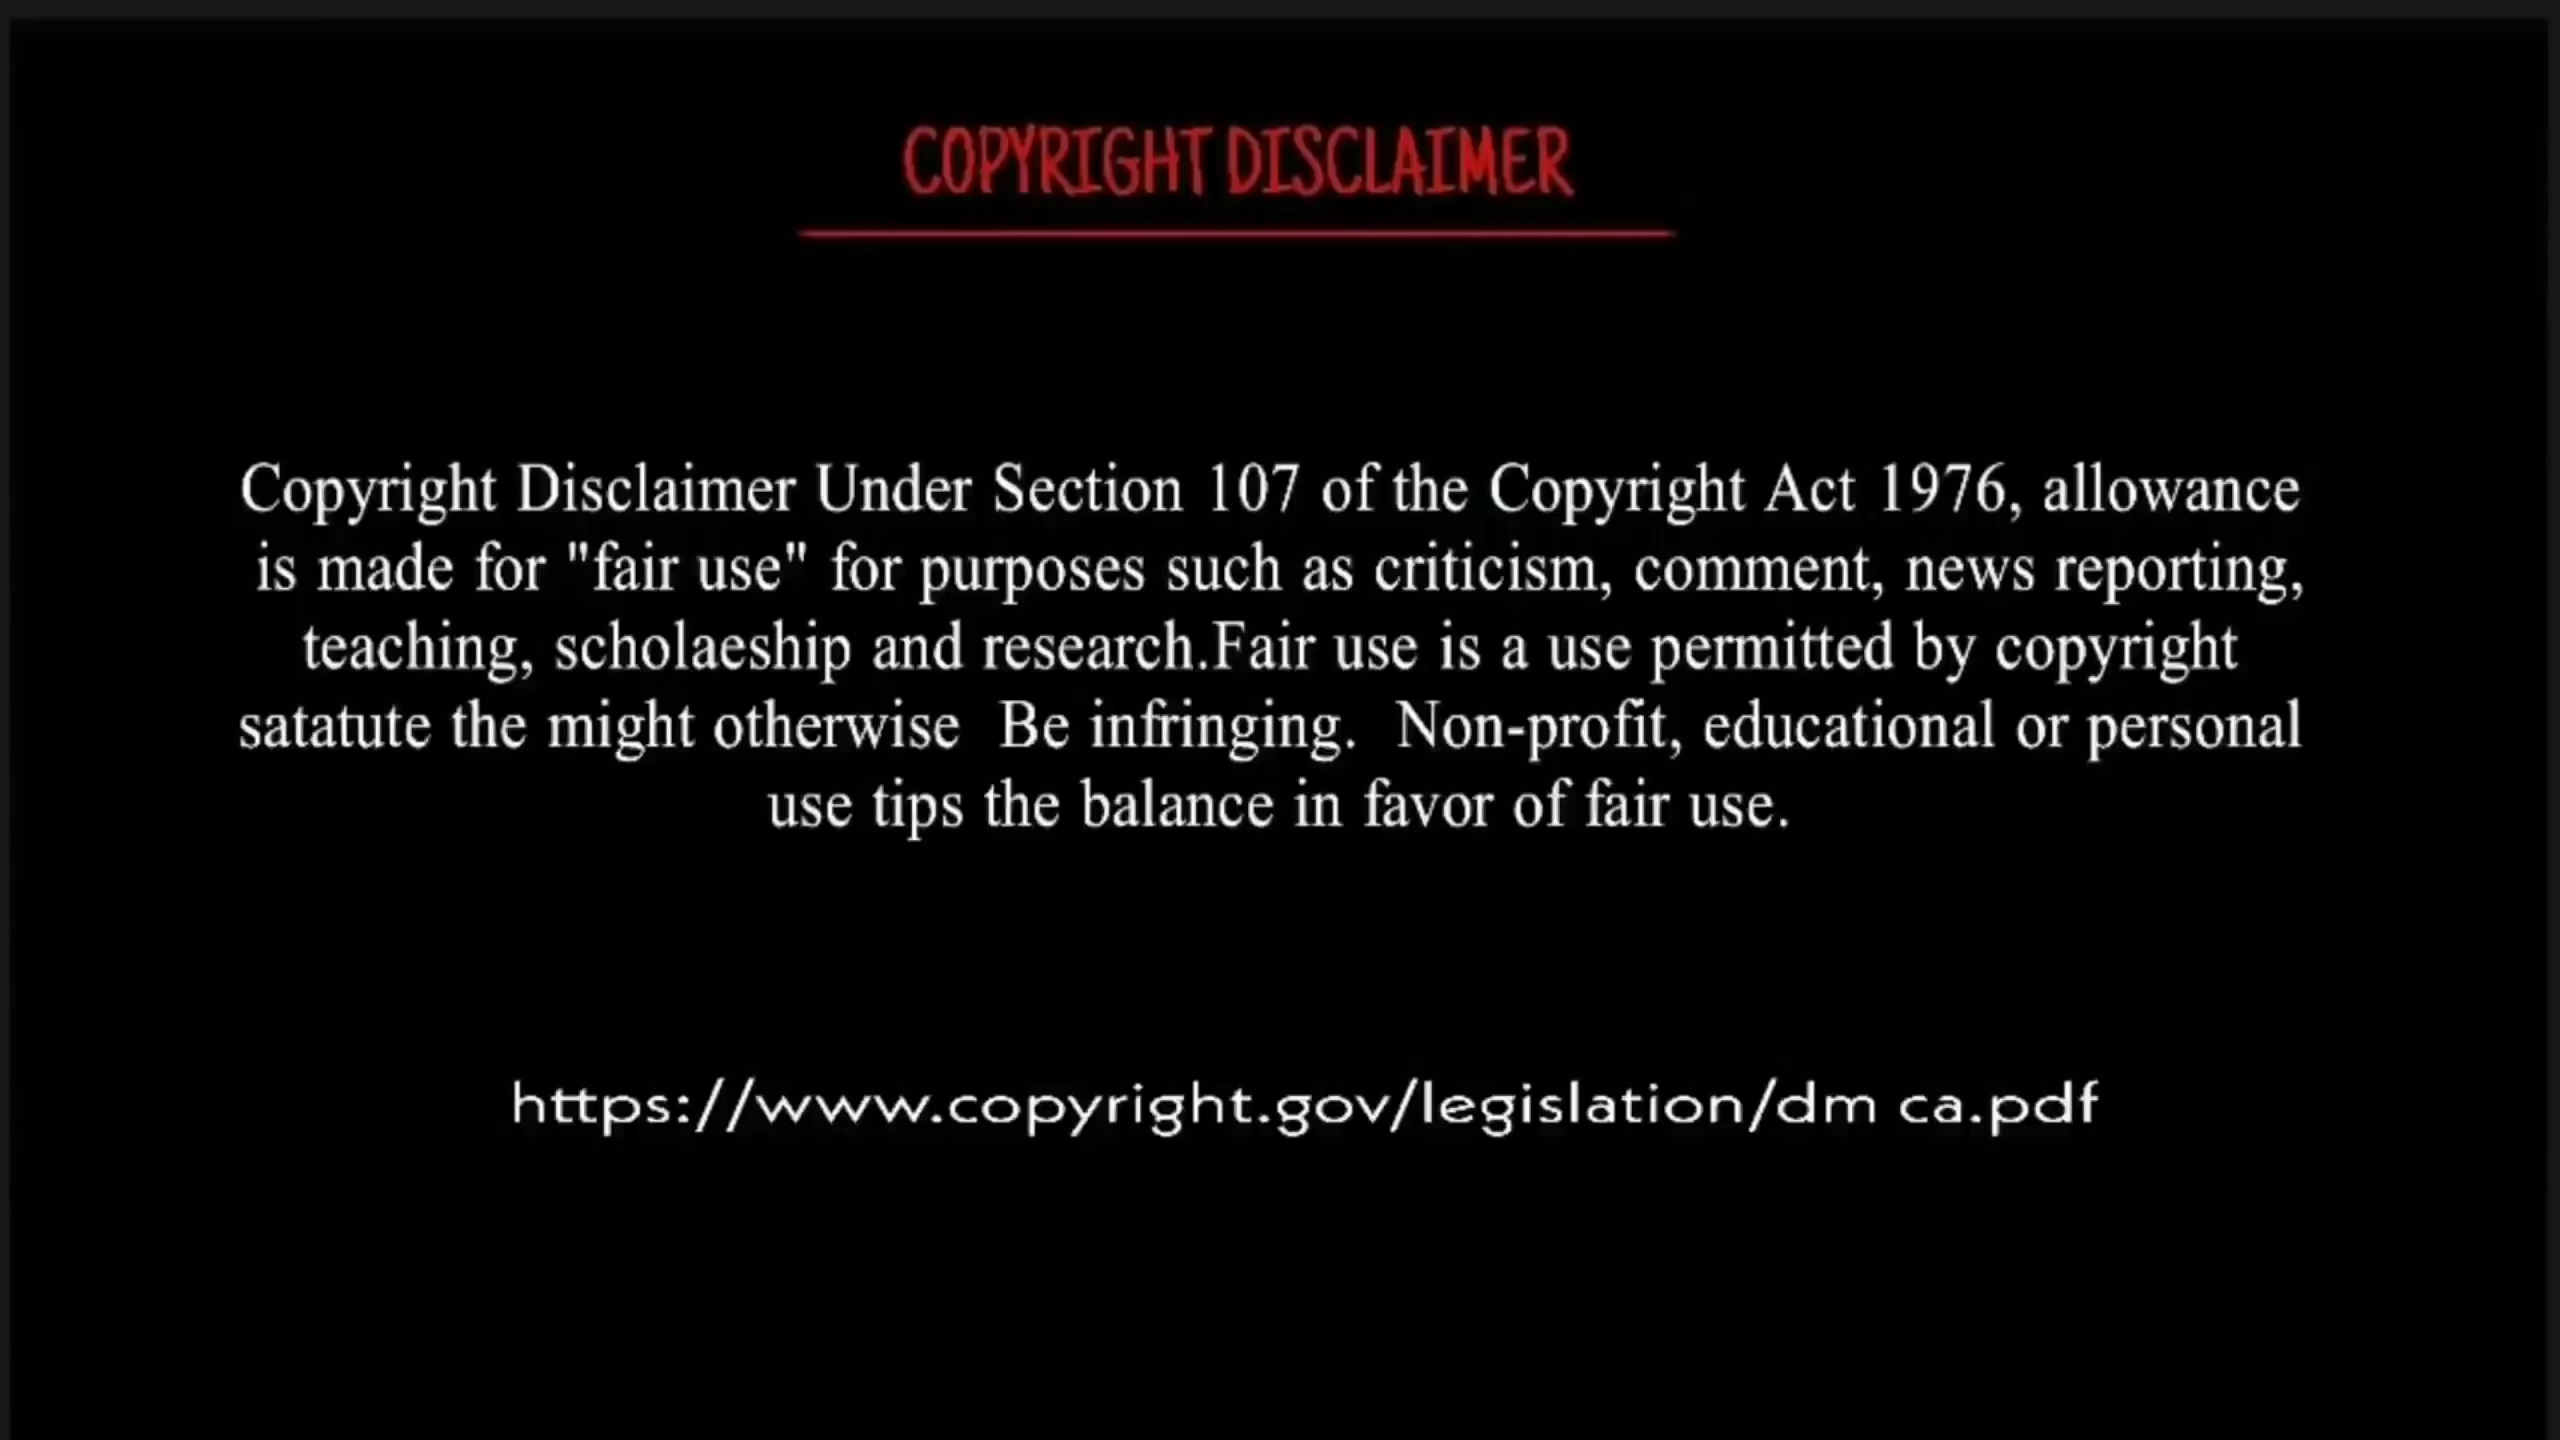 COPYRIGHT DISCLAIMER
Copyright Disclaimer Under Section 107 of the Copyright Act 1976, allowance
is made for "fair use" for purposes such as criticism, comment, news reporting,
teaching, scholaeship and research.Fair use is a use permitted by copyright
satatute the might otherwise  Be infringing.  Non-profit, educational or personal
use tips the balance in favor of fair use.
https://www.copyright.gov/legislation/dm ca.pdf